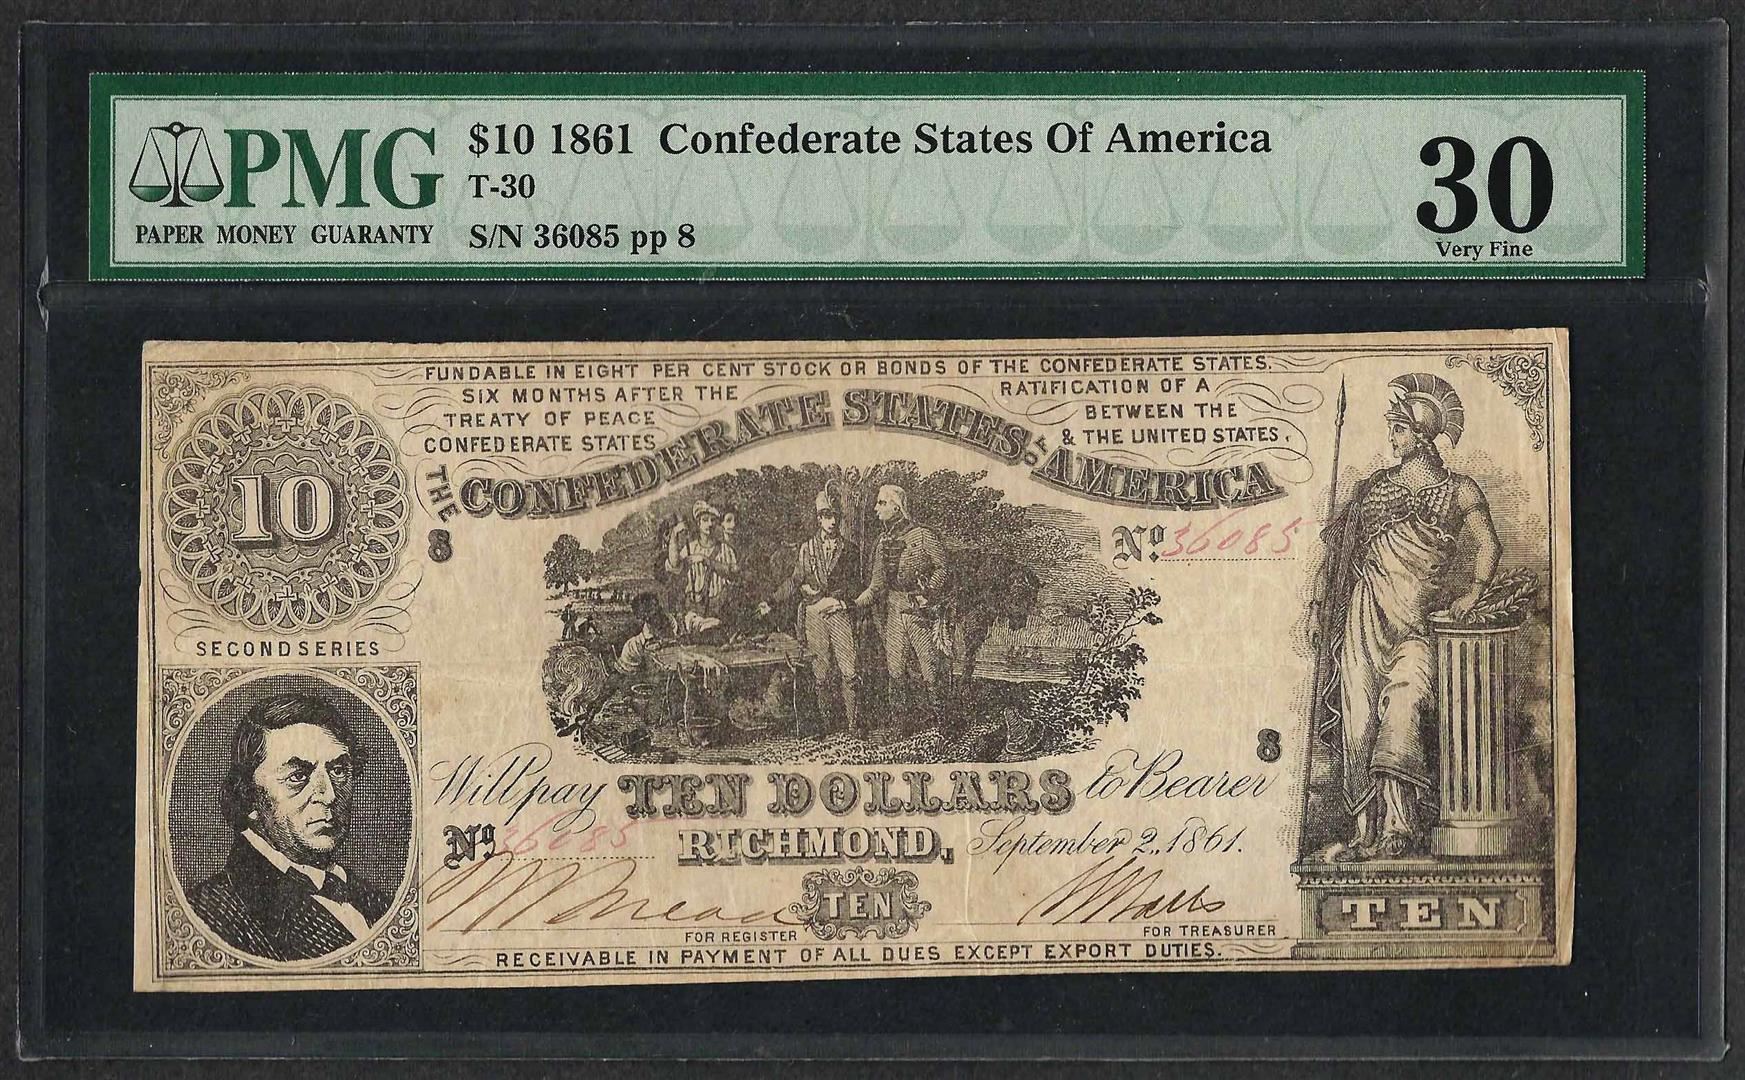 PMG
PAPER MONEY GUARANTY
$10 1861 Confederate States Of America
T-30
S/N 36085 pp 8
30
Very Fine
FUNDABLE IN EIGHT PER CENT STOCK OR BONDS OF THE CONFEDERATE STATES.
SIX MONTHS AFTER THE RATIFICATION OF A
TREATY OF PEACE BETWEEN THE
CONFEDERATE STATES & THE UNITED STATES.
THE CONFEDERATE STATES OF AMERICA
10
8
No. 36085
SECOND SERIES
8
Will pay TEN DOLLARS to Bearer
No. 36085 RICHMOND, September 2, 1861.
TEN
TEN
FOR REGISTER
FOR TREASURER
RECEIVABLE IN PAYMENT OF ALL DUES EXCEPT EXPORT DUTIES.